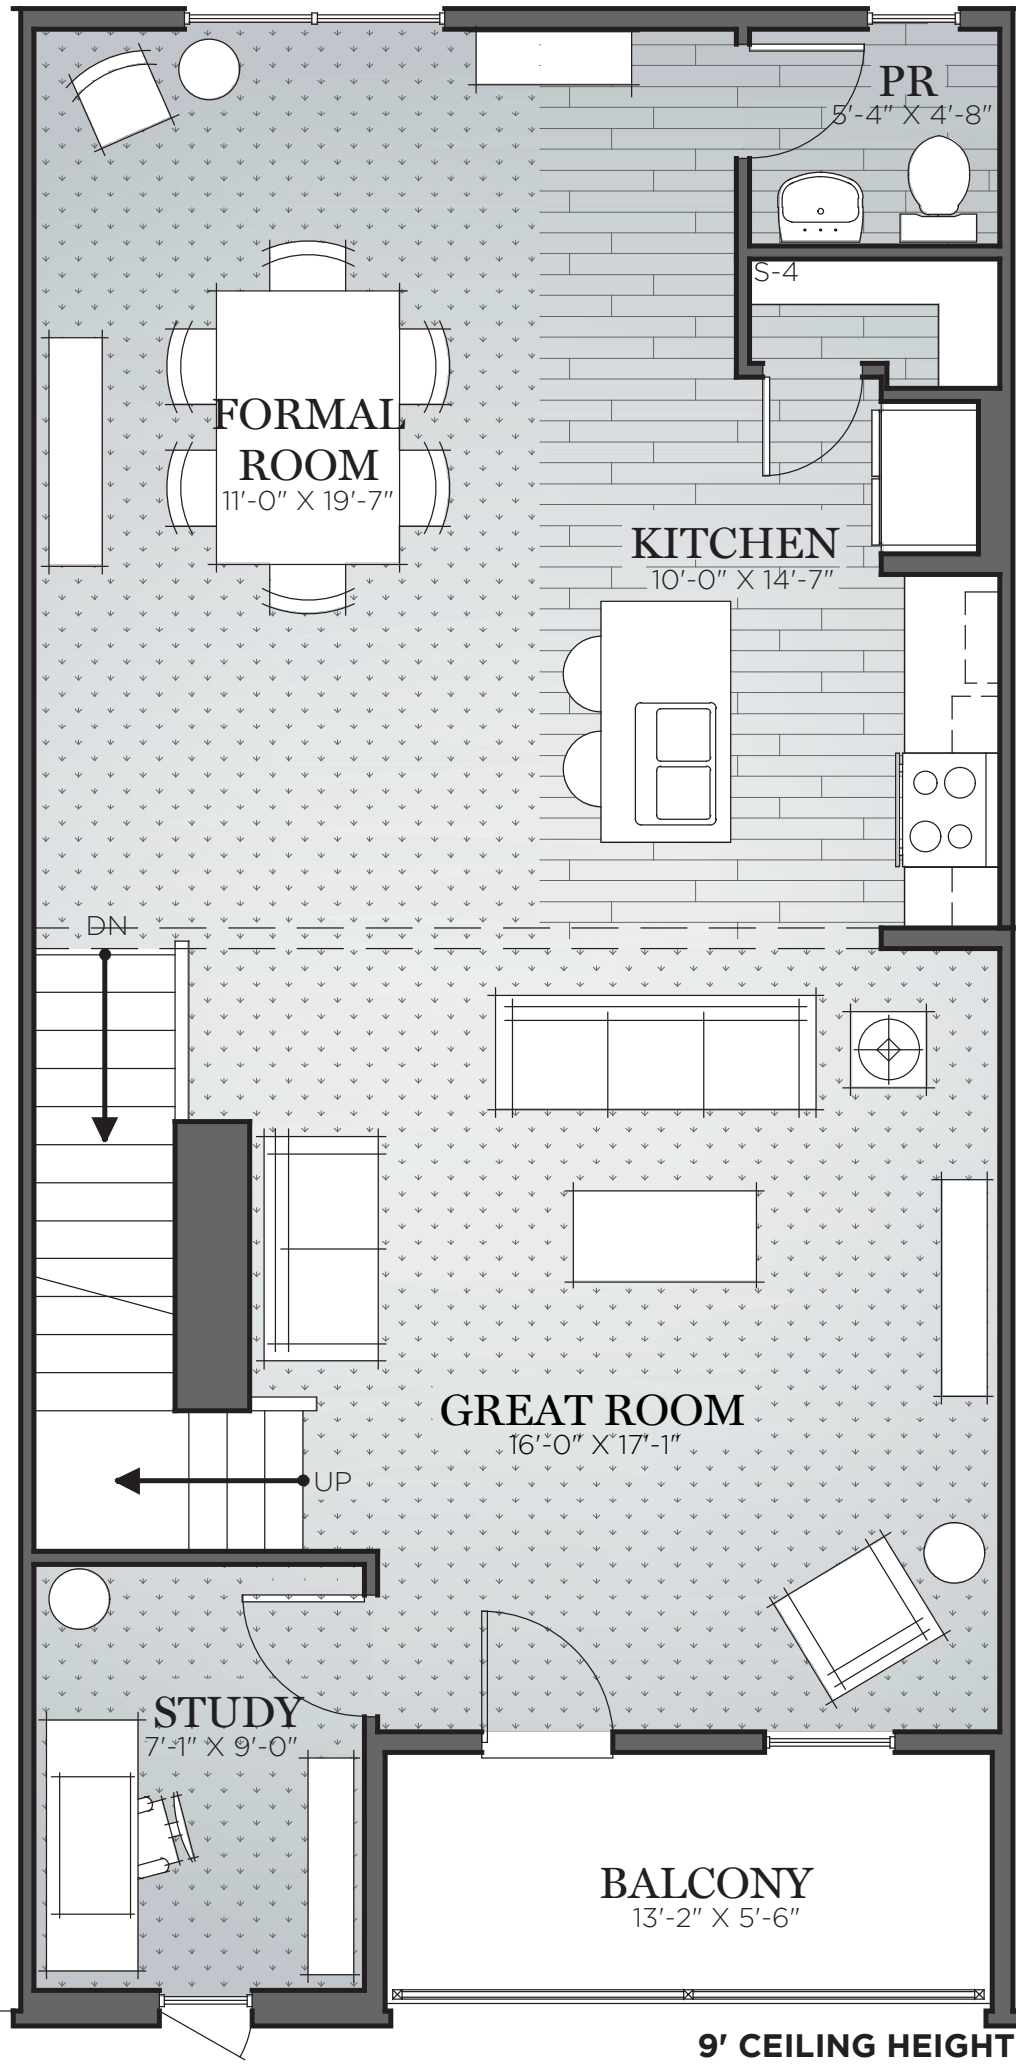 PR
5'-4" X 4'-8"
S-4
FORMAL
ROOM
11'-0" X 19'-7"
KITCHEN
10'-0" X 14'-7"
DN
GREAT ROOM
16'-0" X 17'-1"
UP
STUDY
7'-1" X 9'-0"
BALCONY
13'-2" X 5'-6"
9' CEILING HEIGHT